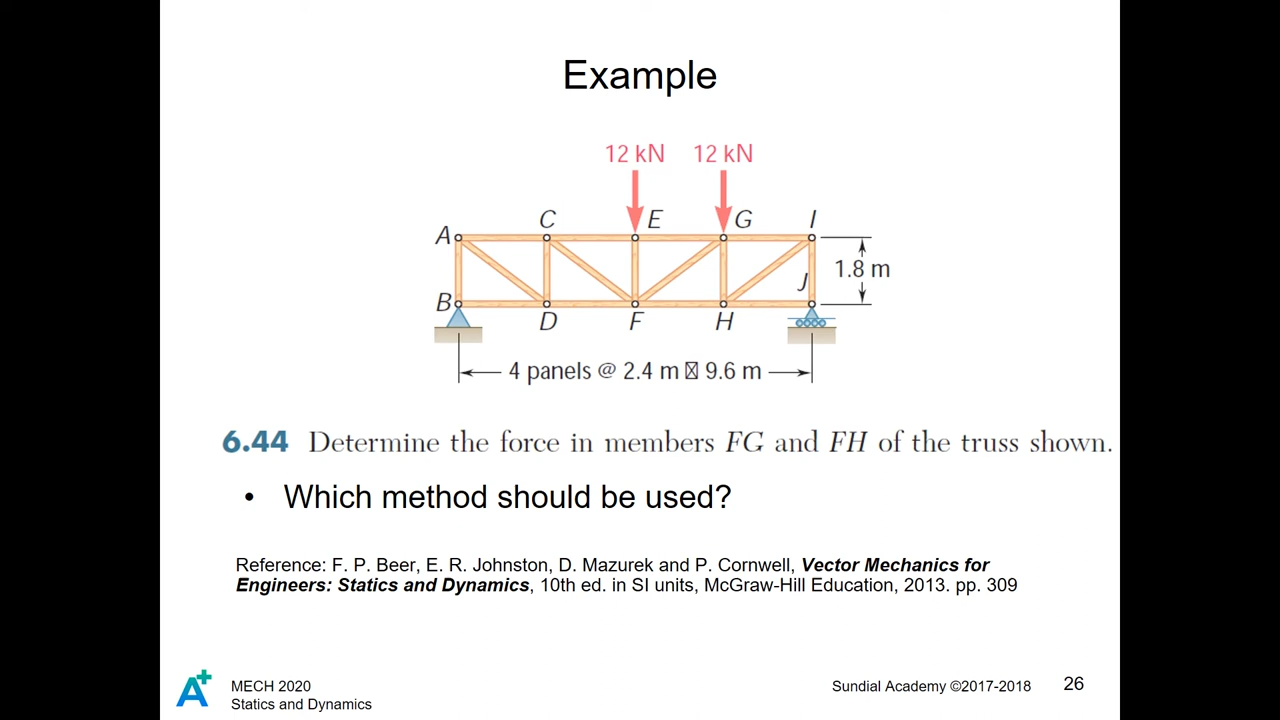 Example
12 kN 12 kN
A C E G I
1.8 m
J
B D F H
4 panels @ 2.4 m 9.6 m
6.44 Determine the force in members FG and FH of the truss shown.
• Which method should be used?
Reference: F. P. Beer, E. R. Johnston, D. Mazurek and P. Cornwell, Vector Mechanics for
Engineers: Statics and Dynamics, 10th ed. in SI units, McGraw-Hill Education, 2013. pp. 309
A+
MECH 2020
Statics and Dynamics
Sundial Academy ©2017-2018 26